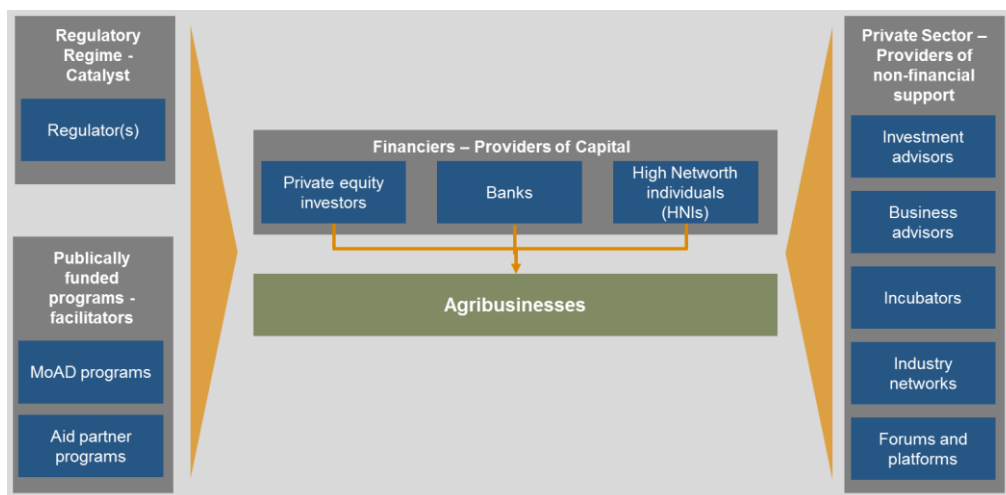 Regulatory
Regime -
Catalyst
Regulator(s)
Publically
funded
programs -
facilitators
MoAD programs
Aid partner
programs
Financiers – Providers of Capital
Private equity
investors
Banks
High Networth
individuals
(HNIs)
Agribusinesses
Private Sector –
Providers of
non-financial
support
Investment
advisors
Business
advisors
Incubators
Industry
networks
Forums and
platforms